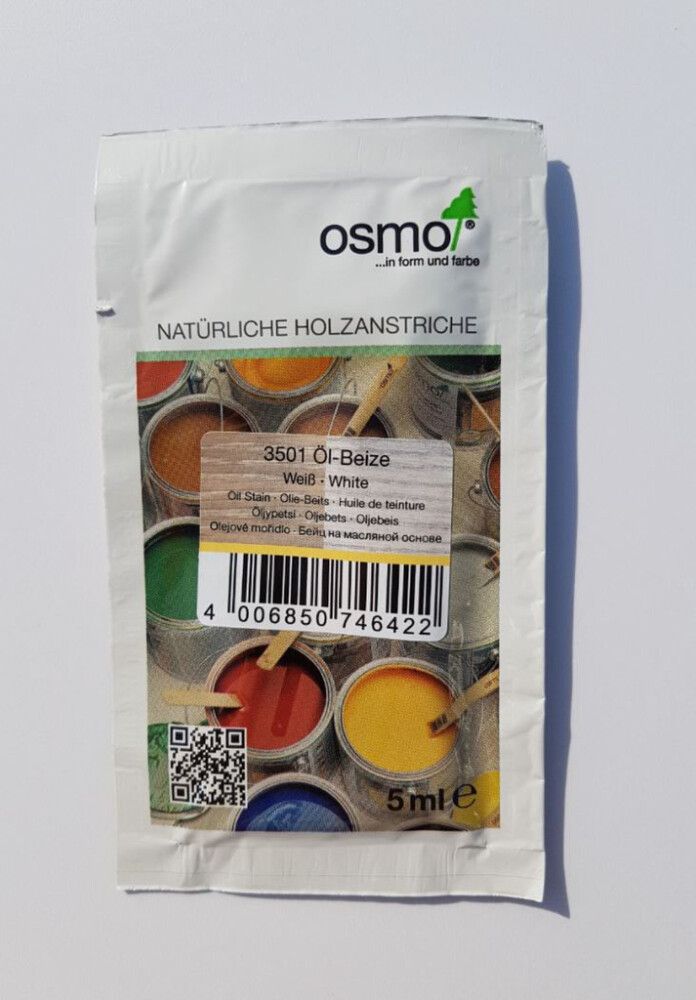 osmo®
...in form und farbe
NATÜRLICHE HOLZANSTRICHE
osmo
3501 Öl-Beize
Weiß · White
Oil Stain · Olie-Beits · Huile de teinture
Öljypetsi · Oljebets · Oljebeis
Olejové mořidlo · Бейц на масляной основе
4 006850 746422
5 ml e